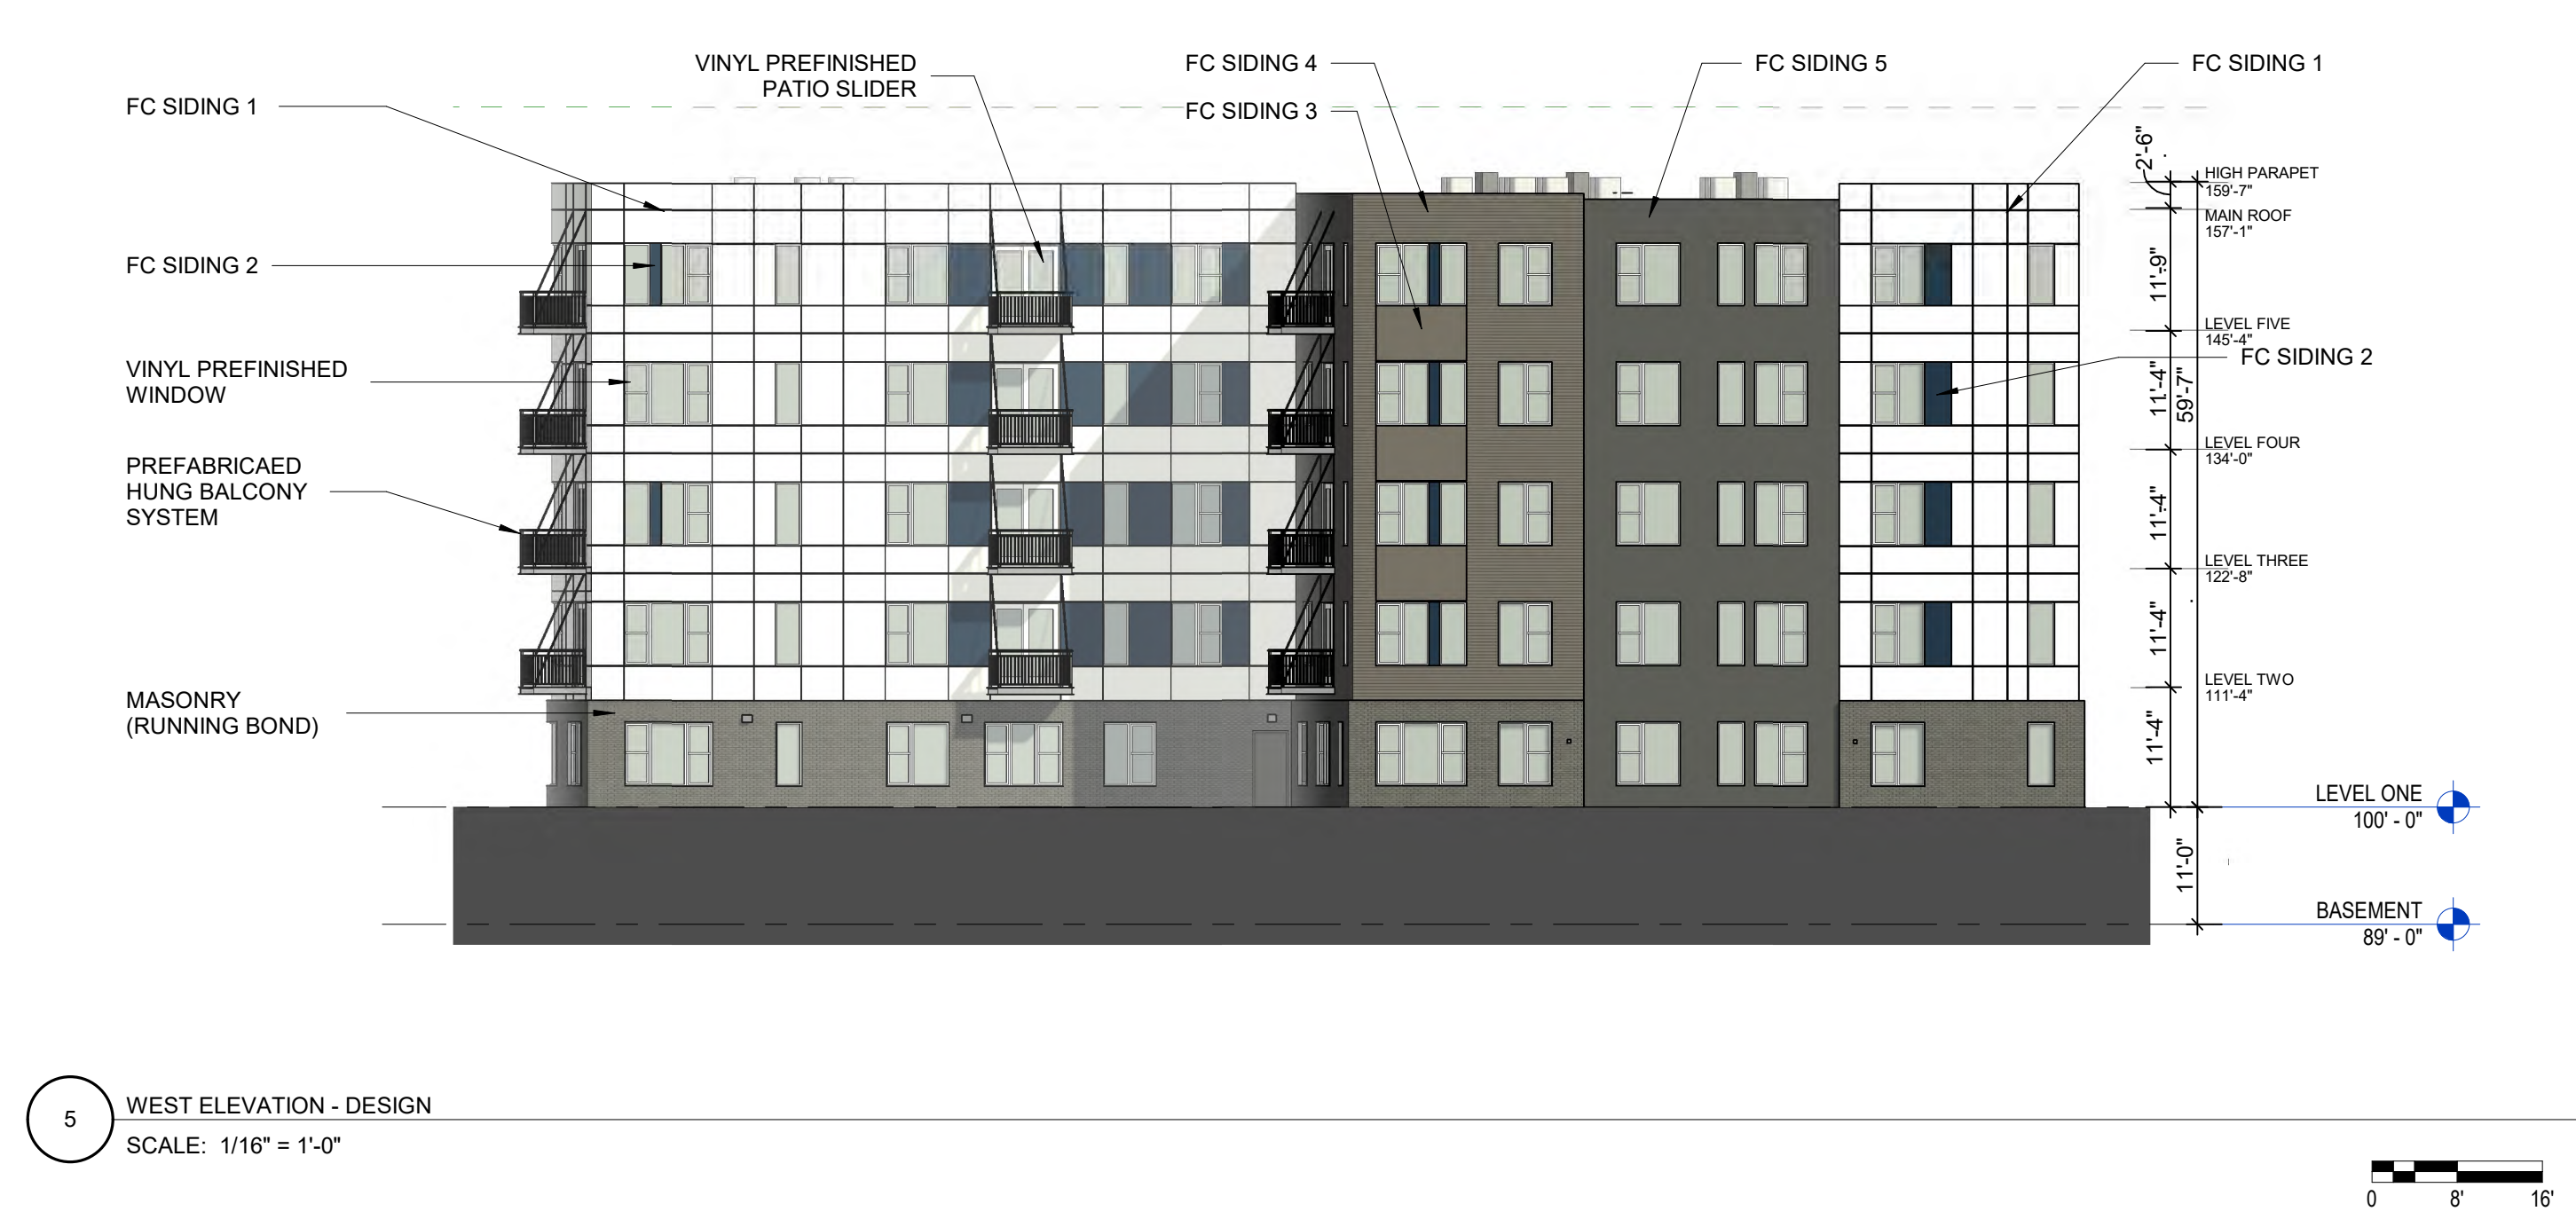 VINYL PREFINISHED
PATIO SLIDER
FC SIDING 4
FC SIDING 5
FC SIDING 1
FC SIDING 1
FC SIDING 3
2'-6"
HIGH PARAPET
159'-7"
MAIN ROOF
157'-1"
FC SIDING 2
11'-9"
LEVEL FIVE
145'-4"
FC SIDING 2
VINYL PREFINISHED
WINDOW
11'-4"
59'-7"
LEVEL FOUR
134'-0"
PREFABRICAED
HUNG BALCONY
SYSTEM
11'-4"
LEVEL THREE
122'-8"
11'-4"
LEVEL TWO
111'-4"
MASONRY
(RUNNING BOND)
11'-4"
LEVEL ONE
100' - 0"
11'-0"
BASEMENT
89' - 0"
5
WEST ELEVATION - DESIGN
SCALE: 1/16" = 1'-0"
0 8' 16'